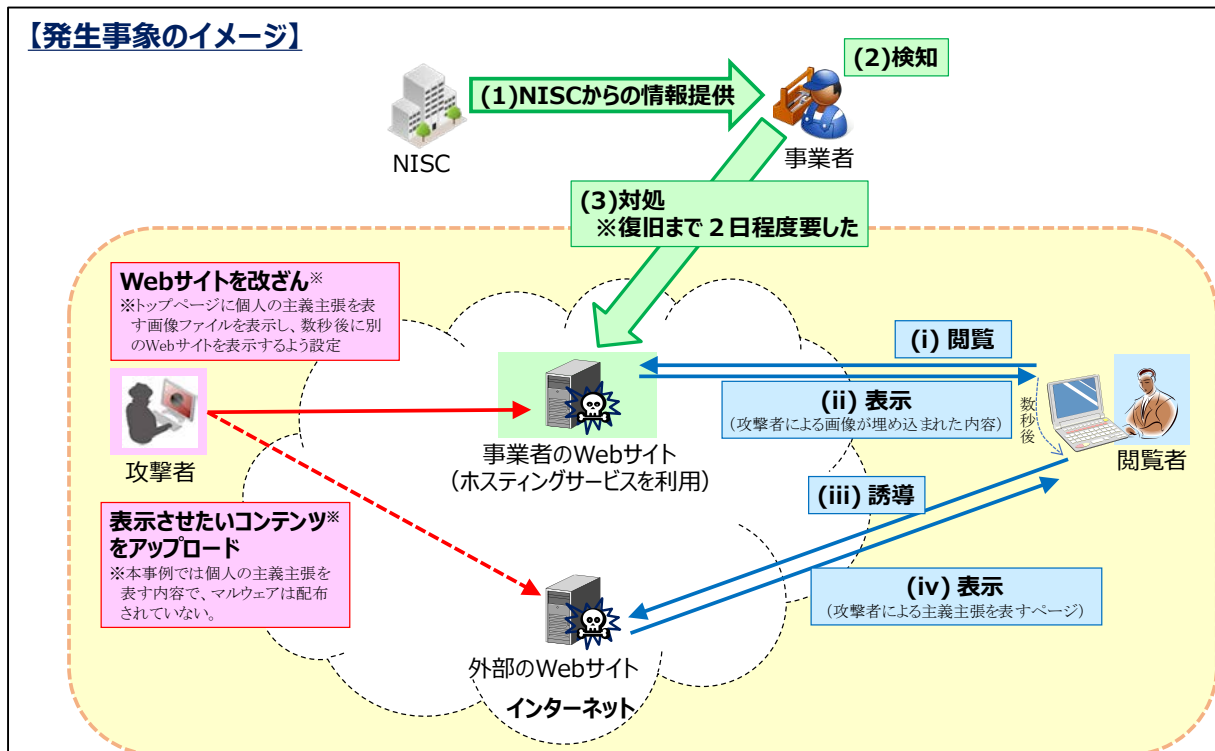 【発生事象のイメージ】
(2)検知
(1)NISCからの情報提供
NISC
事業者
(3)対処
※復旧まで２日程度要した
Webサイトを改ざん※
※トップページに個人の主義主張を表
す画像ファイルを表示し、数秒後に別
のWebサイトを表示するよう設定
(i) 閲覧
(ii) 表示
(攻撃者による画像が埋め込まれた内容)
数秒後
攻撃者
事業者のWebサイト
(ホスティングサービスを利用)
閲覧者
(iii) 誘導
表示させたいコンテンツ※
をアップロード
※本事例では個人の主義主張を
表す内容で、マルウェアは配布
されていない。
(iv) 表示
(攻撃者による主義主張を表すページ)
外部のWebサイト
インターネット